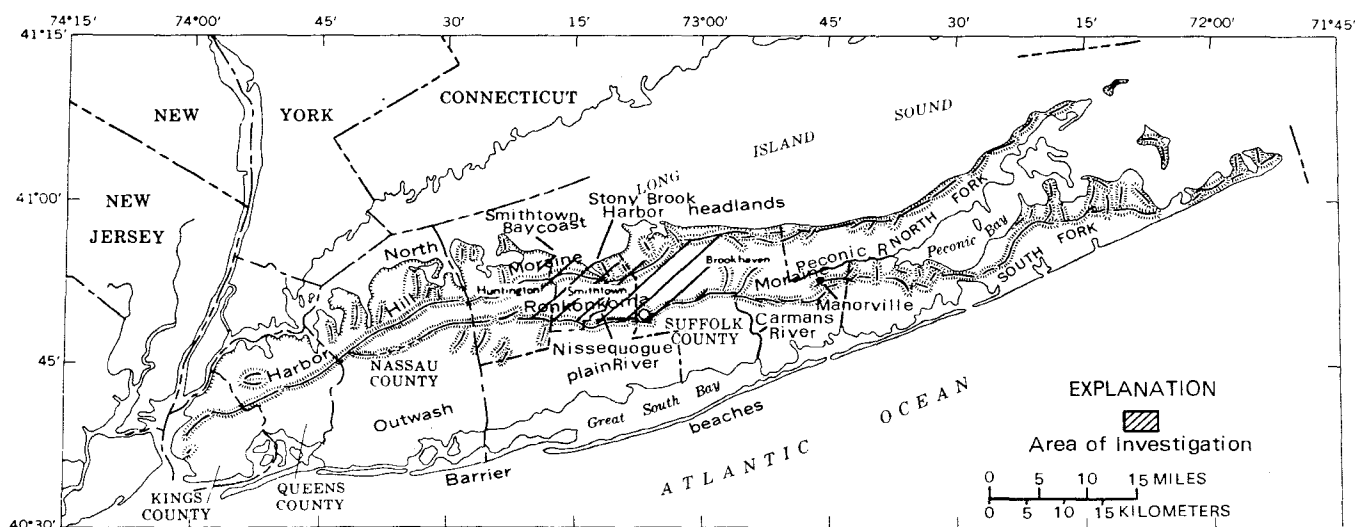 74°15' 74°00' 45' 30' 15' 73°00' 45' 30' 15' 72°00' 71°45'
41°15'
NEW YORK
CONNECTICUT
LONG ISLAND SOUND
NEW JERSEY
41°00'
Stony Brook
Harbor
headlands
Smithtown
Bay coast
North
Moraine
NORTH FORK
Peconic R
Peconic Bay
Brookhaven
Huntington
Smithtown
Moraine
SOUTH FORK
Hill
Ronkonkoma
Manorville
SUFFOLK
COUNTY
Carmans
River
Harbor
NASSAU
COUNTY
Nissequogue
River
plain
45'
Outwash
Great South Bay
beaches
Barrier
ATLANTIC OCEAN
KINGS
COUNTY
QUEENS
COUNTY
40°30'
EXPLANATION
Area of Investigation
0 5 10 15 MILES
0 5 10 15 KILOMETERS